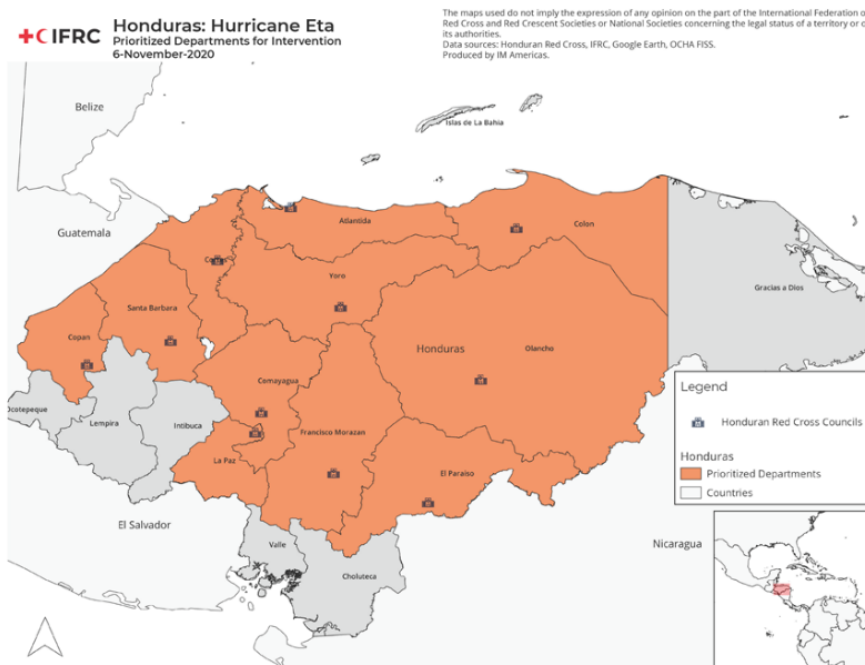 IFRC
Honduras: Hurricane Eta
Prioritized Departments for Intervention
6-November-2020
The maps used do not imply the expression of any opinion on the part of the International Federation o
Red Cross and Red Crescent Societies or National Societies concerning the legal status of a territory or o
its authorities.
Data sources: Honduran Red Cross, IFRC, Google Earth, OCHA FISS.
Produced by IM Americas.
Belize
Islas de La Bahia
Guatemala
Atlantida
Colon
Yoro
Gracias a Dios
Santa Barbara
Copan
Honduras
Olancho
Comayagua
Ocotepeque
Lempira
Intibuca
Francisco Morazan
La Paz
El Paraiso
El Salvador
Valle
Choluteca
Nicaragua
Legend
Honduran Red Cross Councils
Honduras
Prioritized Departments
Countries